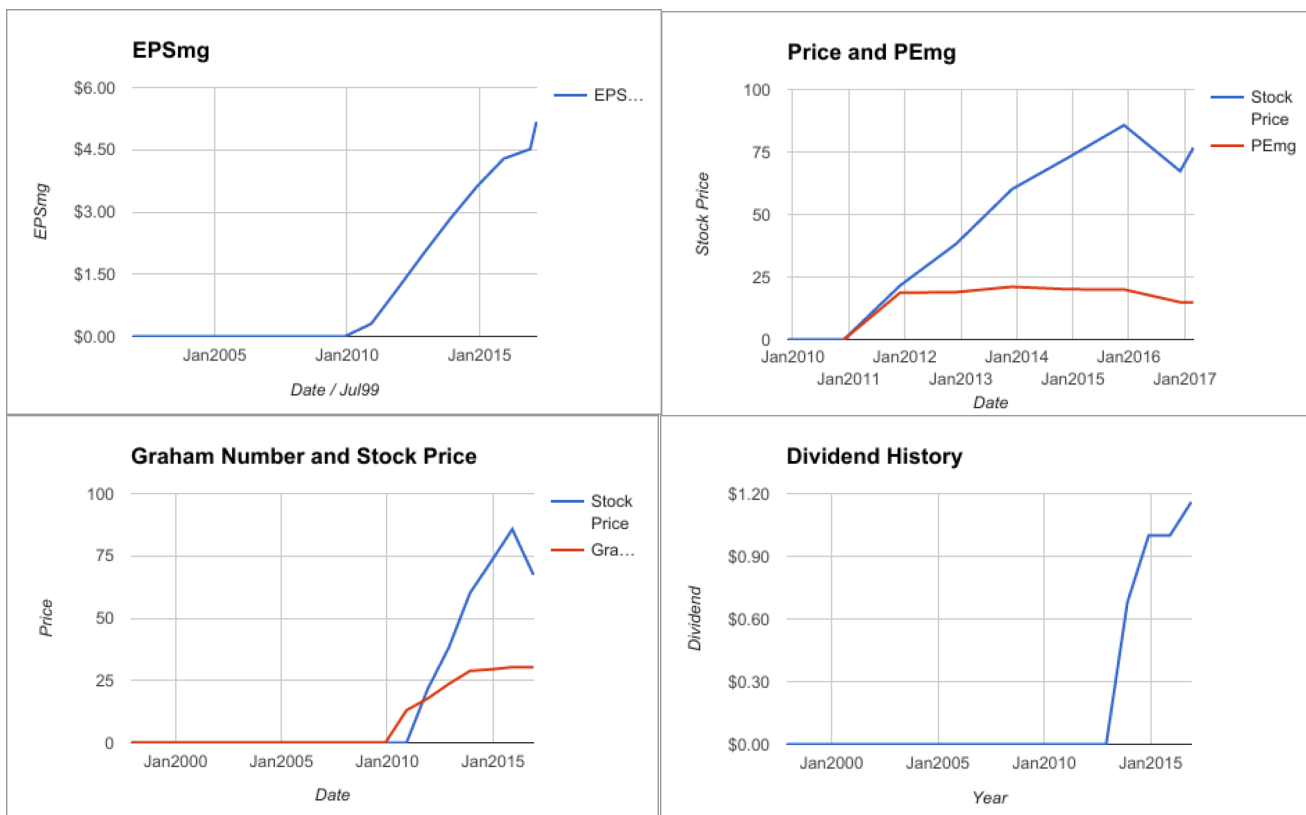 EPSmg
$6.00
$4.50
$3.00
$1.50
$0.00
EPSmg
Jan2005
Jan2010
Jan2015
Date / Jul99
EPS…
Price and PEmg
100
75
50
25
0
Stock Price
Jan2010
Jan2012
Jan2014
Jan2016
Jan2011
Jan2013
Jan2015
Jan2017
Date
Stock
Price
PEmg
Graham Number and Stock Price
100
75
50
25
0
Price
Jan2000
Jan2005
Jan2010
Jan2015
Date
Stock
Price
Gra…
Dividend History
$1.20
$0.90
$0.60
$0.30
$0.00
Dividend
Jan2000
Jan2005
Jan2010
Jan2015
Year